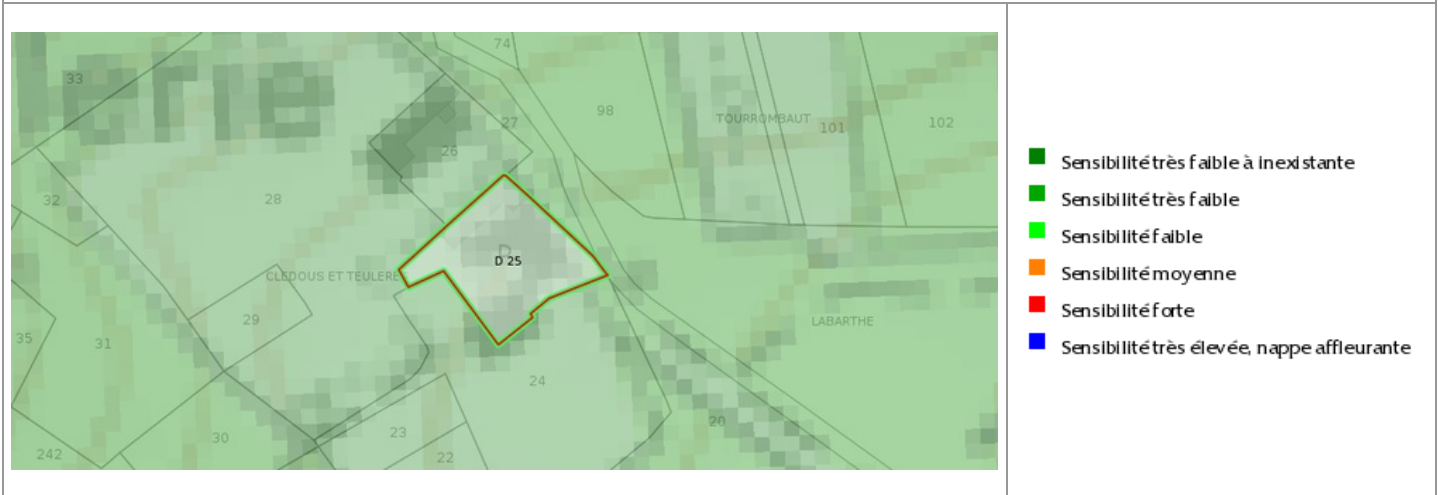 74
33
27
98
TOURROMBAUT
101
102
26
32
28
D
D 25
CLEDOUS ET TEULERE
29
LABARTHE
35
31
24
20
30
23
242
22
Sensibilité très faible à inexistante
Sensibilité très faible
Sensibilité faible
Sensibilité moyenne
Sensibilité forte
Sensibilité très élevée, nappe affleurante